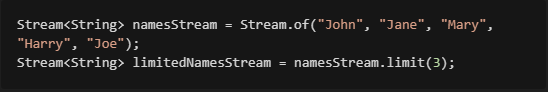 Stream<String> namesStream = Stream.of("John", "Jane", "Mary",
"Harry", "Joe");
Stream<String> limitedNamesStream = namesStream.limit(3);